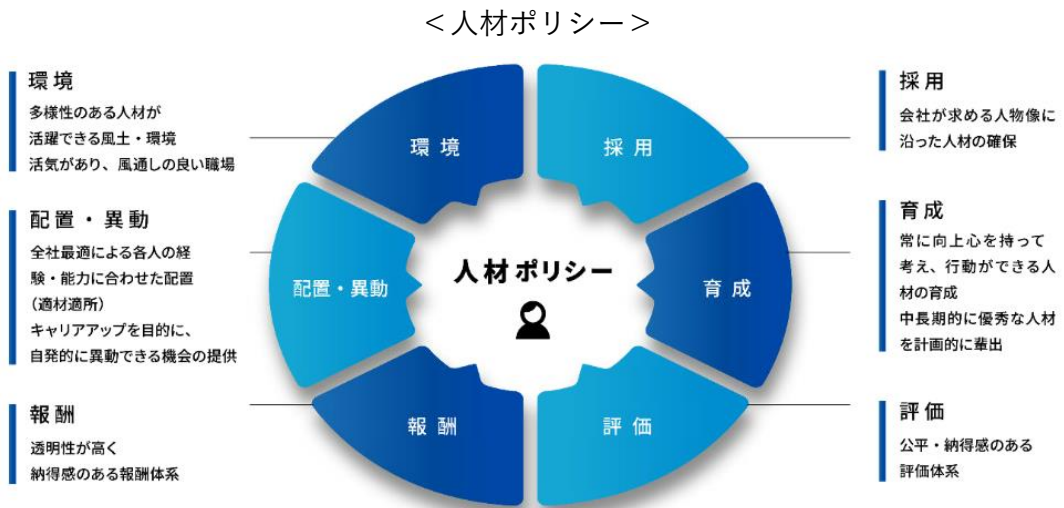 ＜人材ポリシー＞
環境
多様性のある人材が
活躍できる風土・環境
活気があり、風通しの良い職場
配置・異動
全社最適による各人の経
験・能力に合わせた配置
（適材適所）
キャリアアップを目的に、
自発的に異動できる機会の提供
報酬
透明性が高く
納得感のある報酬体系
環境
採用
配置・異動
人材ポリシー
育成
報酬
評価
採用
会社が求める人物像に
沿った人材の確保
育成
常に向上心を持って
考え、行動ができる人
材の育成
中長期的に優秀な人材
を計画的に輩出
評価
公平・納得感のある
評価体系